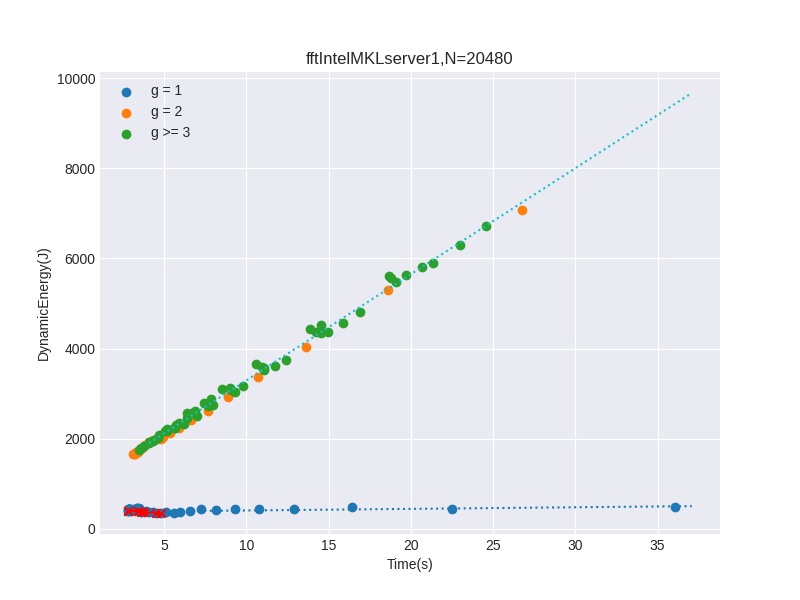 fftIntelMKLserver1,N=20480
g = 1
g = 2
g >= 3
10000
8000
6000
4000
2000
0
DynamicEnergy(J)
5 10 15 20 25 30 35
Time(s)